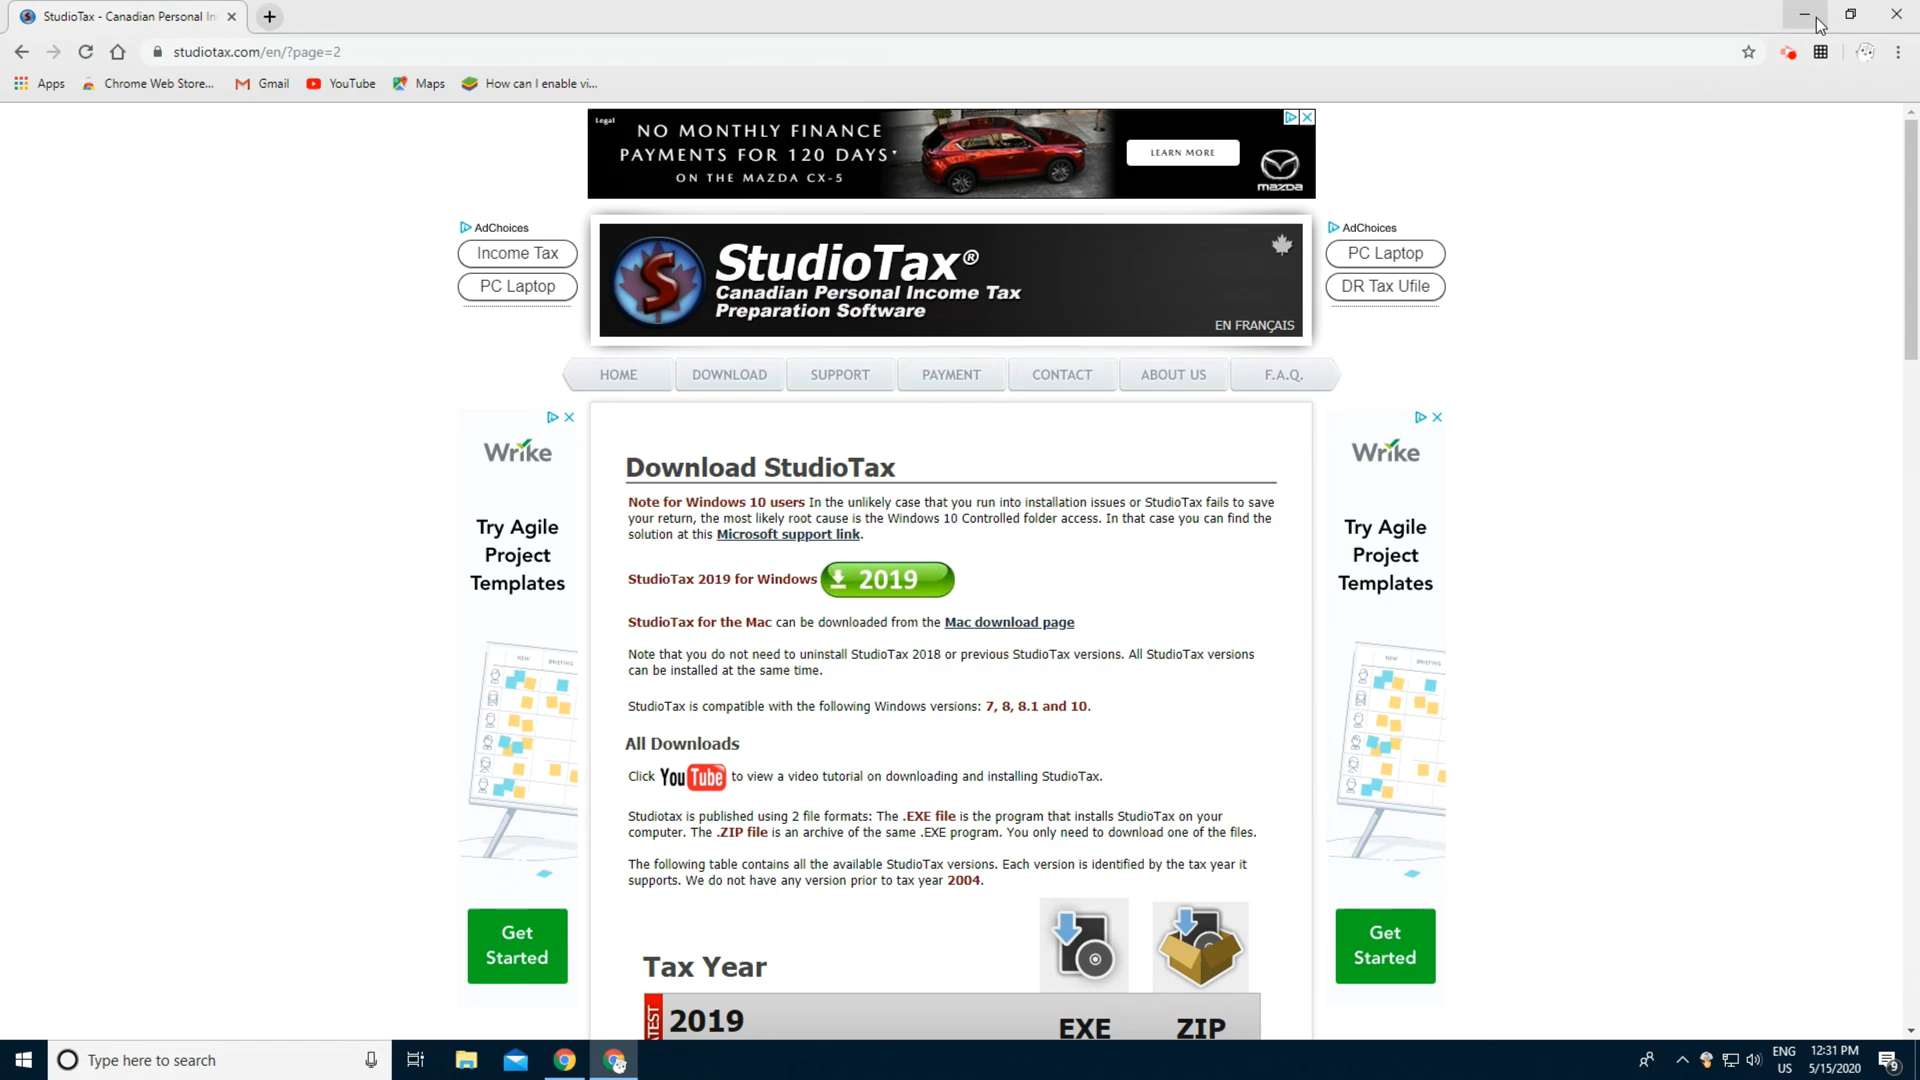 StudioTax - Canadian Personal In
studiotax.com/en/?page=2
Apps
Chrome Web Store...
Gmail
YouTube
Maps
How can I enable vi...
Legal
NO MONTHLY FINANCE
PAYMENTS FOR 120 DAYS*
ON THE MAZDA CX-5
LEARN MORE
mazda
AdChoices
Income Tax
PC Laptop
StudioTax®
Canadian Personal Income Tax
Preparation Software
EN FRANÇAIS
AdChoices
PC Laptop
DR Tax Ufile
HOME
DOWNLOAD
SUPPORT
PAYMENT
CONTACT
ABOUT US
F.A.Q.
Wrike
Try Agile
Project
Templates
NEW
BRIEFING
Get
Started
Download StudioTax
Note for Windows 10 users In the unlikely case that you run into installation issues or StudioTax fails to save
your return, the most likely root cause is the Windows 10 Controlled folder access. In that case you can find the
solution at this Microsoft support link.
StudioTax 2019 for Windows 2019
StudioTax for the Mac can be downloaded from the Mac download page
Note that you do not need to uninstall StudioTax 2018 or previous StudioTax versions. All StudioTax versions
can be installed at the same time.
StudioTax is compatible with the following Windows versions: 7, 8, 8.1 and 10.
All Downloads
Click YouTube to view a video tutorial on downloading and installing StudioTax.
Studiotax is published using 2 file formats: The .EXE file is the program that installs StudioTax on your
computer. The .ZIP file is an archive of the same .EXE program. You only need to download one of the files.
The following table contains all the available StudioTax versions. Each version is identified by the tax year it
supports. We do not have any version prior to tax year 2004.
Tax Year
2019
EXE
ZIP
Wrike
Try Agile
Project
Templates
NEW
BRIEFING
Get
Started
Type here to search
ENG
US
12:31 PM
5/15/2020
9